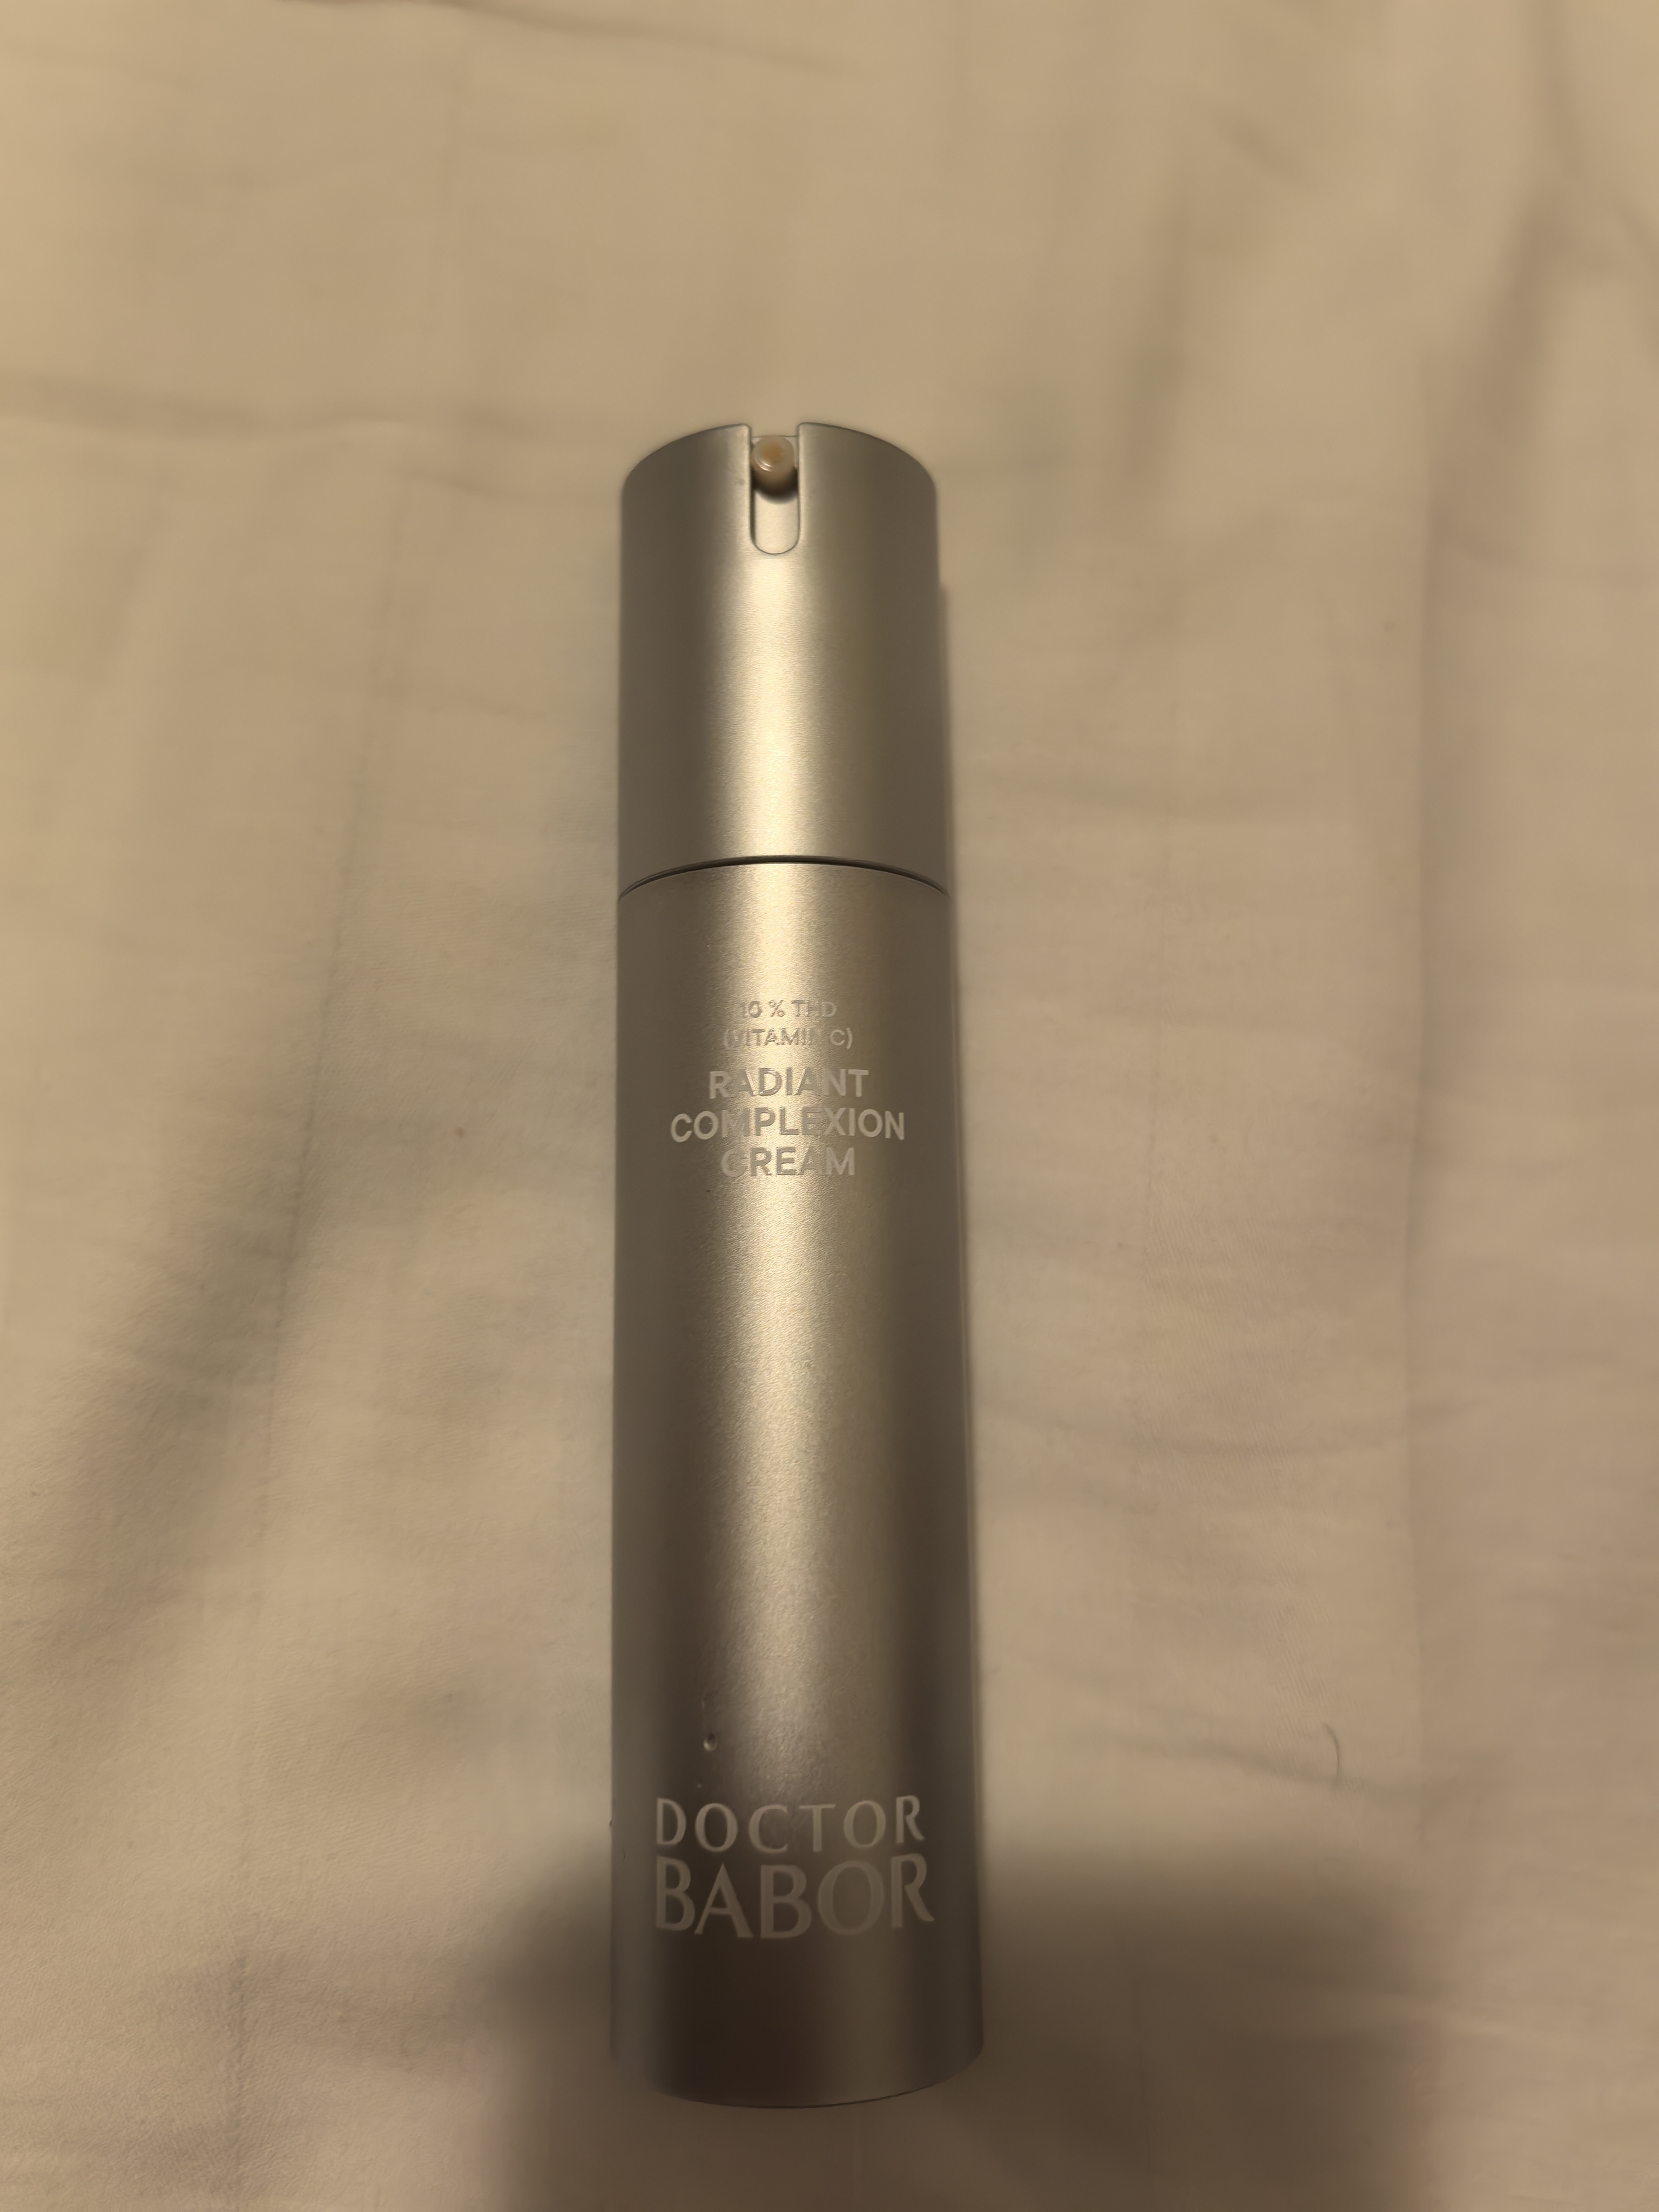 10 % THD
(VITAMIN C)
RADIANT
COMPLEXION
CREAM
DOCTOR
BABOR